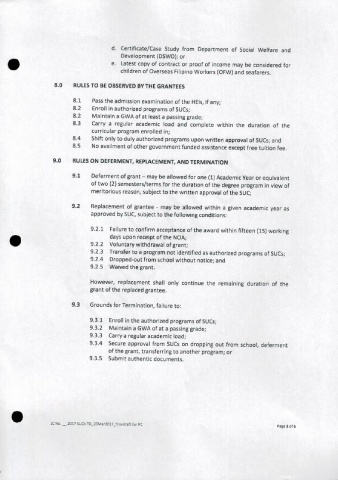 d. Certificate/Case Study from Department of Social Welfare and
Development (DSWD); or
e. Latest copy of contract or proof of income may be considered for
children of Overseas Filipino Workers (OFW) and seafarers.
8.0 RULES TO BE OBSERVED BY THE GRANTEES
8.1 Pass the admission examination of the HEIs, if any;
8.2 Enroll in authorized programs of SUCs;
8.2 Maintain a GWA of at least a passing grade;
8.3 Carry a regular academic load and complete within the duration of the
curricular program enrolled in;
8.4 Shift only to duly authorized programs upon written approval of SUCs; and
8.5 No availment of other government funded assistance except free tuition fee.
9.0 RULES ON DEFERMENT, REPLACEMENT, AND TERMINATION
9.1 Deferment of grant – may be allowed for one (1) Academic Year or equivalent
of two (2) semesters/terms for the duration of the degree program in view of
meritorious reason, subject to the written approval of the SUC;
9.2 Replacement of grantee - may be allowed within a given academic year as
approved by SUC, subject to the following conditions:
9.2.1 Failure to confirm acceptance of the award within fifteen (15) working
days upon receipt of the NOA;
9.2.2 Voluntary withdrawal of grant;
9.2.3 Transfer to a program not identified as authorized programs of SUCs;
9.2.4 Dropped-out from school without notice; and
9.2.5 Waived the grant.
However, replacement shall only continue the remaining duration of the
grant of the replaced grantee.
9.3 Grounds for Termination, failure to:
9.3.1 Enroll in the authorized programs of SUCs;
9.3.2 Maintain a GWA of at a passing grade;
9.3.3 Carry a regular academic load;
9.3.4 Secure approval from SUCs on dropping out from school, deferment
of the grant, transferring to another program; or
9.3.5 Submit authentic documents.
Page 3 of 6